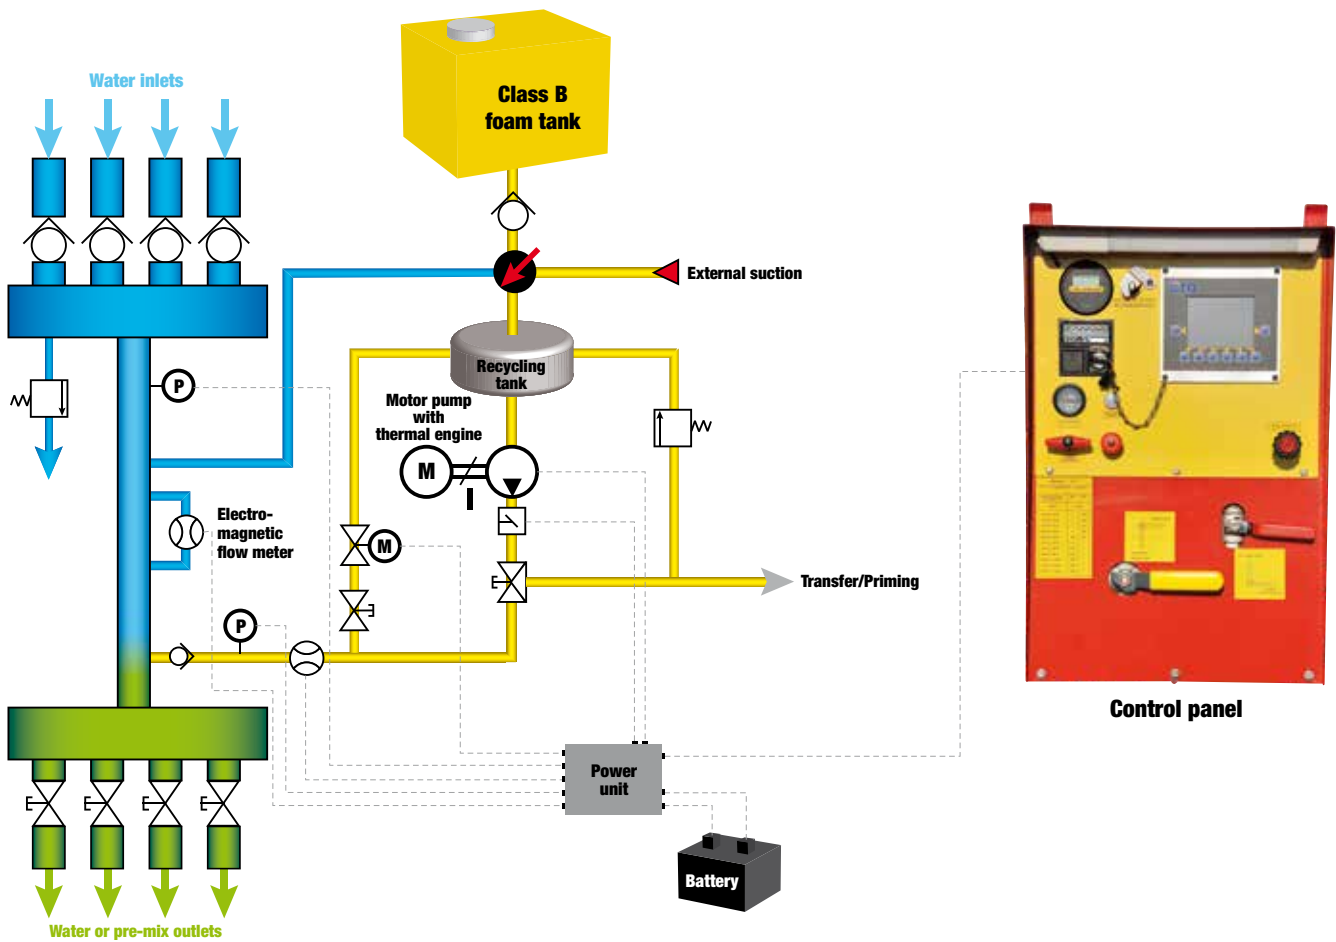 Water inlets
Class B
foam tank
External suction
Recycling
tank
P
Motor pump
with
thermal engine
M
Electro-
magnetic
flow meter
M
Transfer/Priming
P
Control panel
Power
unit
Battery
Water or pre-mix outlets